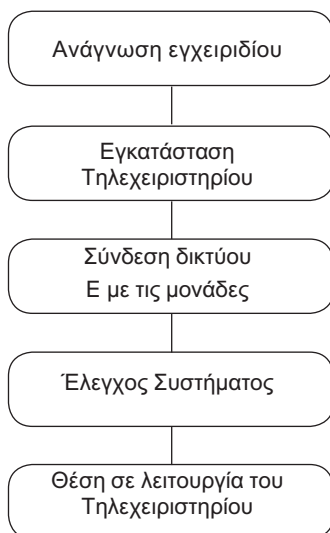 Ανάγνωση εγχειριδίου
Εγκατάσταση
Τηλεχειριστηρίου
Σύνδεση δικτύου
Ε με τις μονάδες
Έλεγχος Συστήματος
Θέση σε λειτουργία του
Τηλεχειριστηρίου